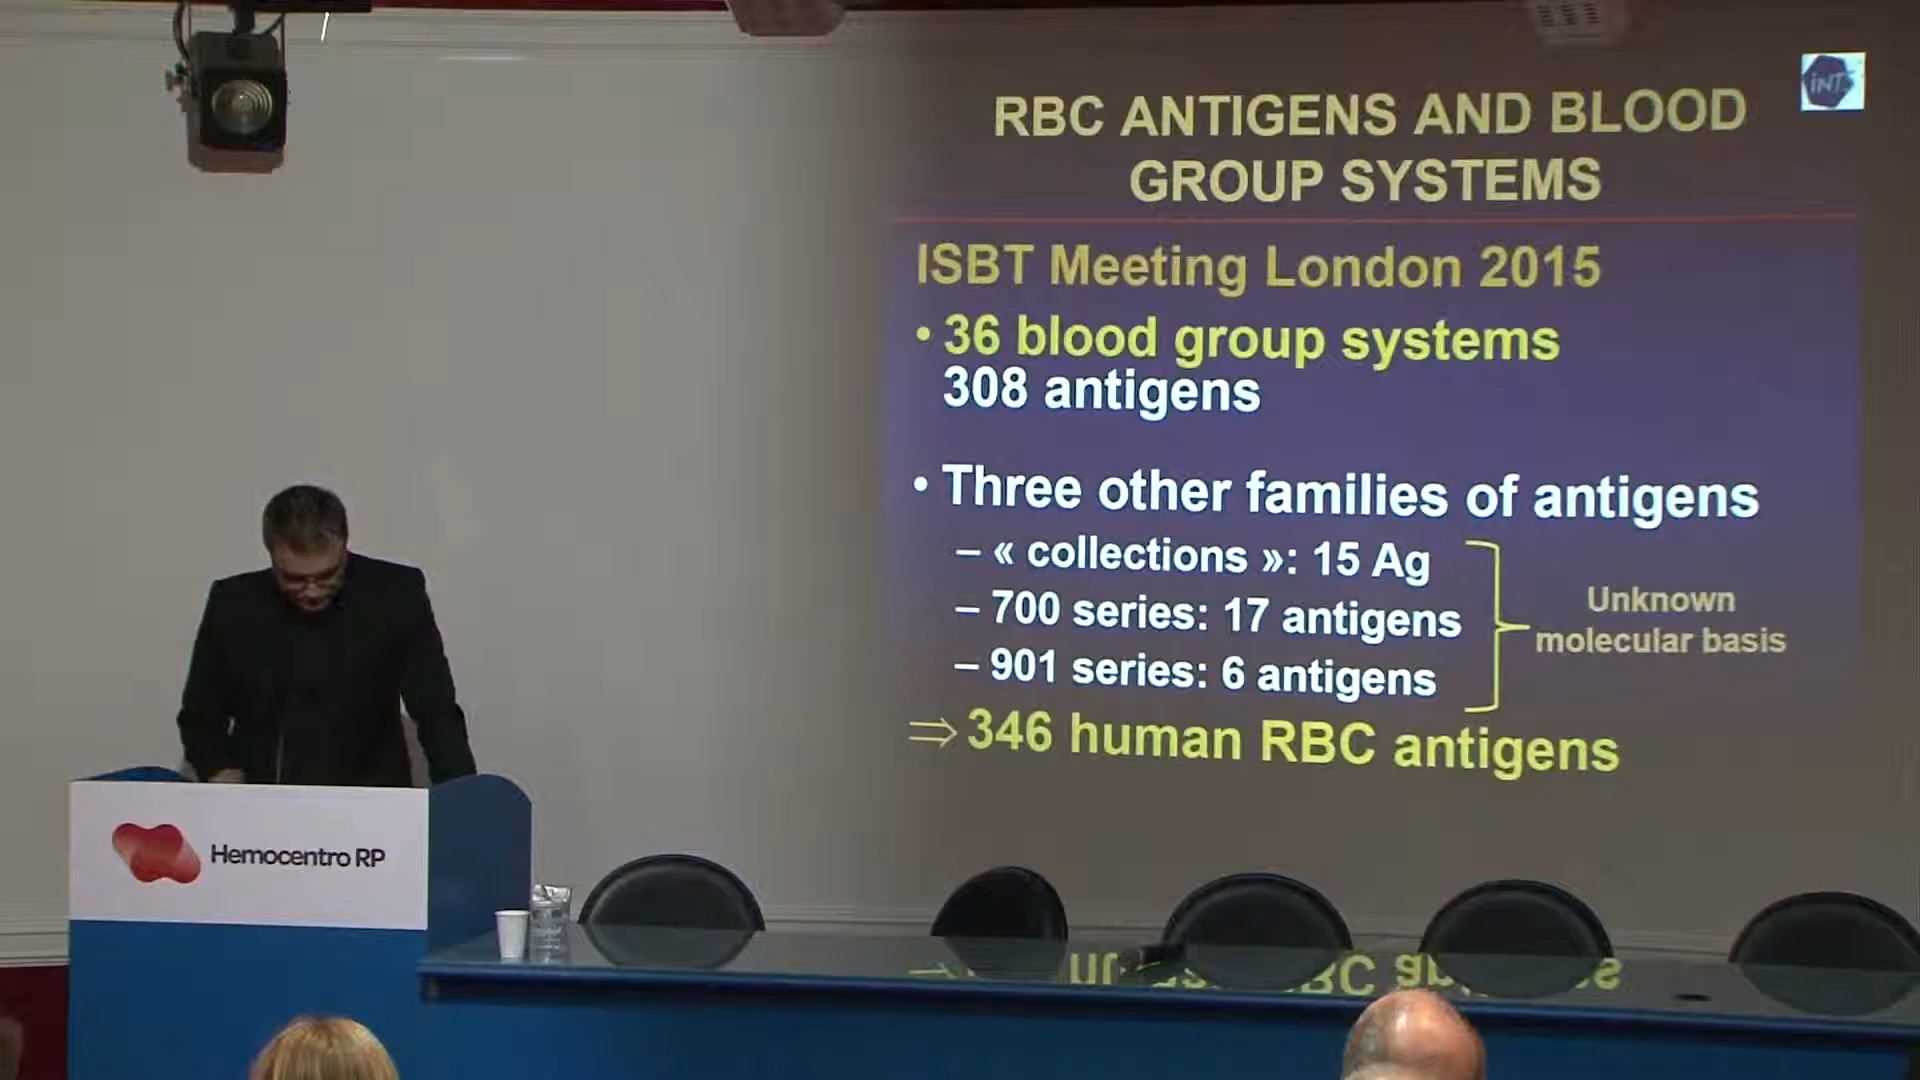 iNTS
RBC ANTIGENS AND BLOOD
GROUP SYSTEMS
ISBT Meeting London 2015
• 36 blood group systems
308 antigens
• Three other families of antigens
– « collections »: 15 Ag
– 700 series: 17 antigens
– 901 series: 6 antigens
Unknown
molecular basis
⇒ 346 human RBC antigens
Hemocentro RP